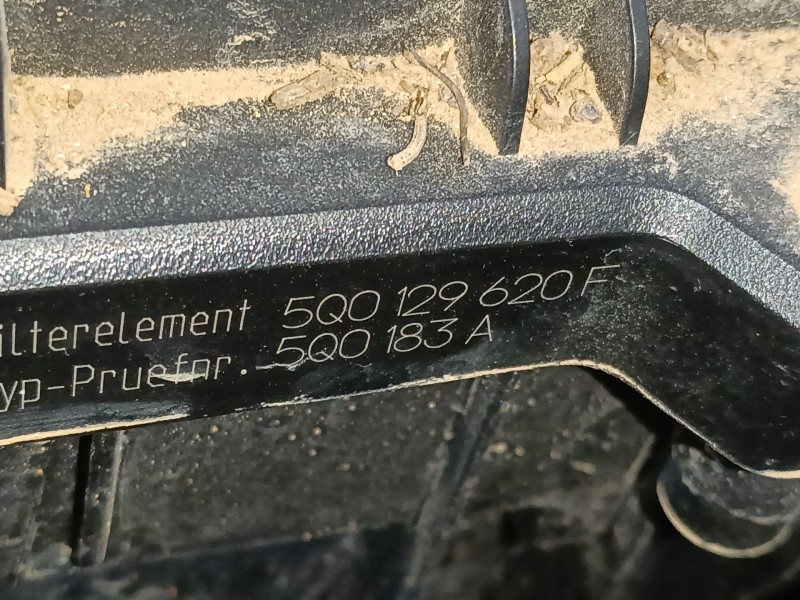 ilterelement 5Q0 129 620 F
yp-Pruefnr. 5Q0 183 A